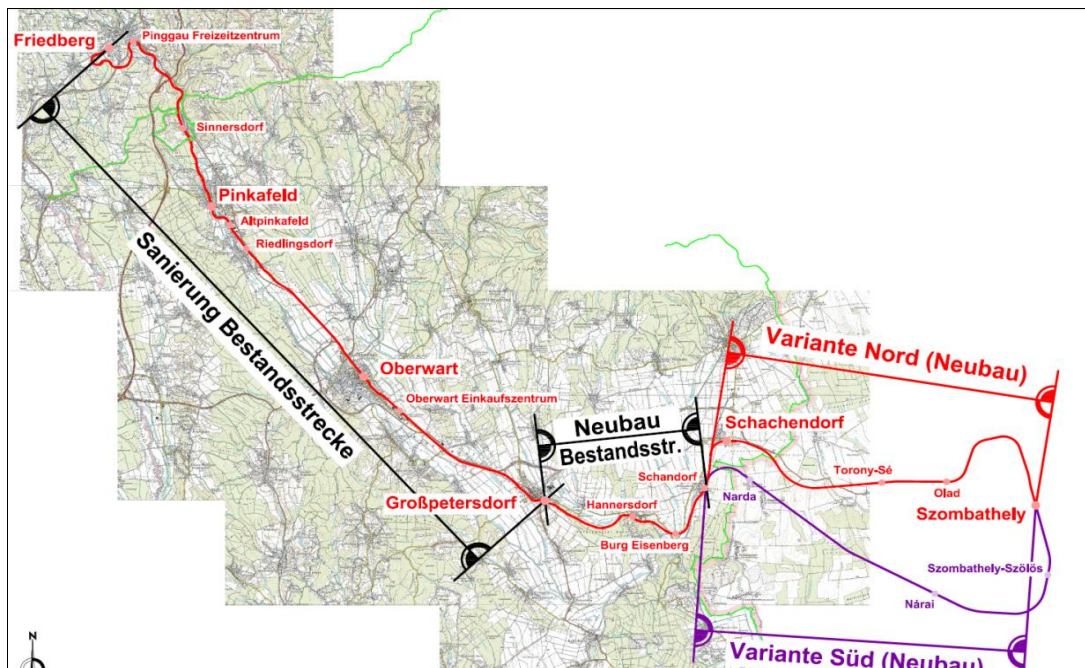 Friedberg
Pinggau Freizeitzentrum
Sinnersdorf
Pinkafeld
Altpinkafeld
Riedlingsdorf
Sanierung Bestandsstrecke
Oberwart
Oberwart Einkaufszentrum
Neubau
Bestandsstr.
Großpetersdorf
Hannersdorf
Burg Eisenberg
Schandorf
Variante Nord (Neubau)
Schachendorf
Torony-Sé
Olad
Szombathely
Narda
Szombathely-Szölös
Nárai
Variante Süd (Neubau)
N